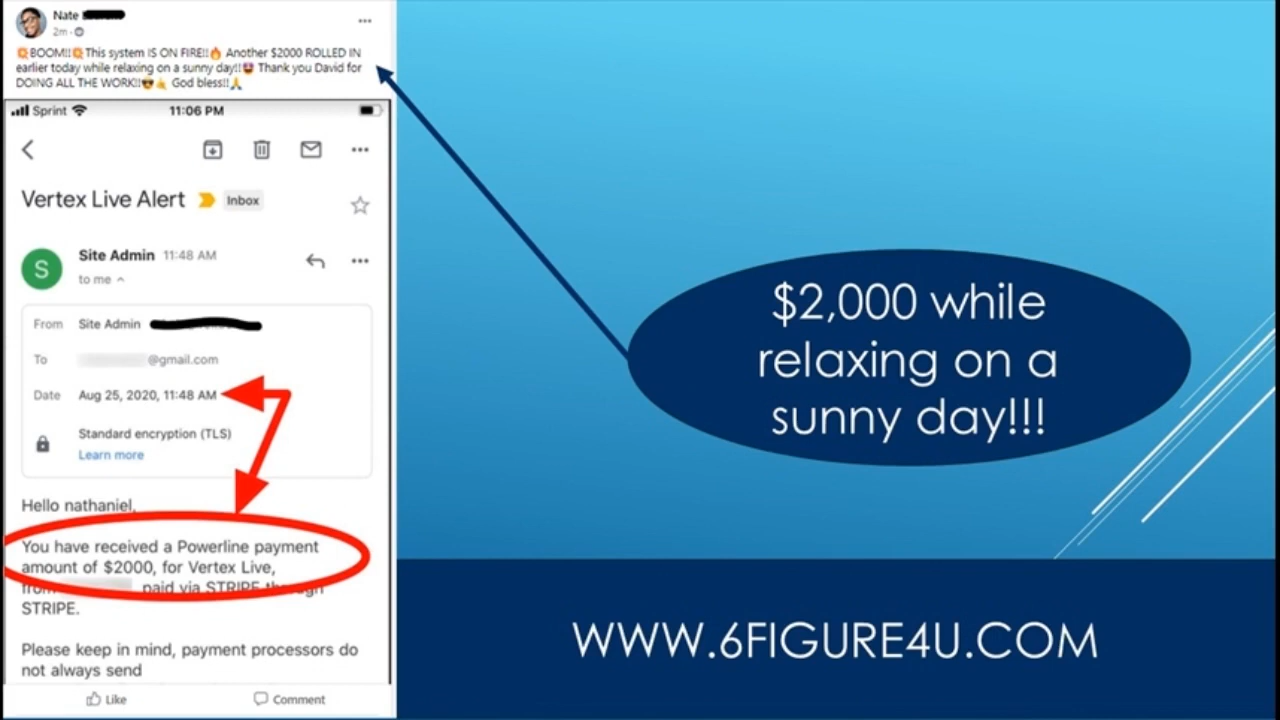 Nate
2m
💥BOOM!!💥This system IS ON FIRE!!🔥 Another $2000 ROLLED IN
earlier today while relaxing on a sunny day!!😍 Thank you David for
DOING ALL THE WORK!!😎🤙 God bless!!🙏
Sprint 11:06 PM
Vertex Live Alert Inbox
S
Site Admin 11:48 AM
to me
From Site Admin
To @gmail.com
Date Aug 25, 2020, 11:48 AM
Standard encryption (TLS)
Learn more
Hello nathaniel,
You have received a Powerline payment
amount of $2000, for Vertex Live,
from paid via STRIPE through
STRIPE.
Please keep in mind, payment processors do
not always send
Like Comment
$2,000 while
relaxing on a
sunny day!!!
WWW.6FIGURE4U.COM